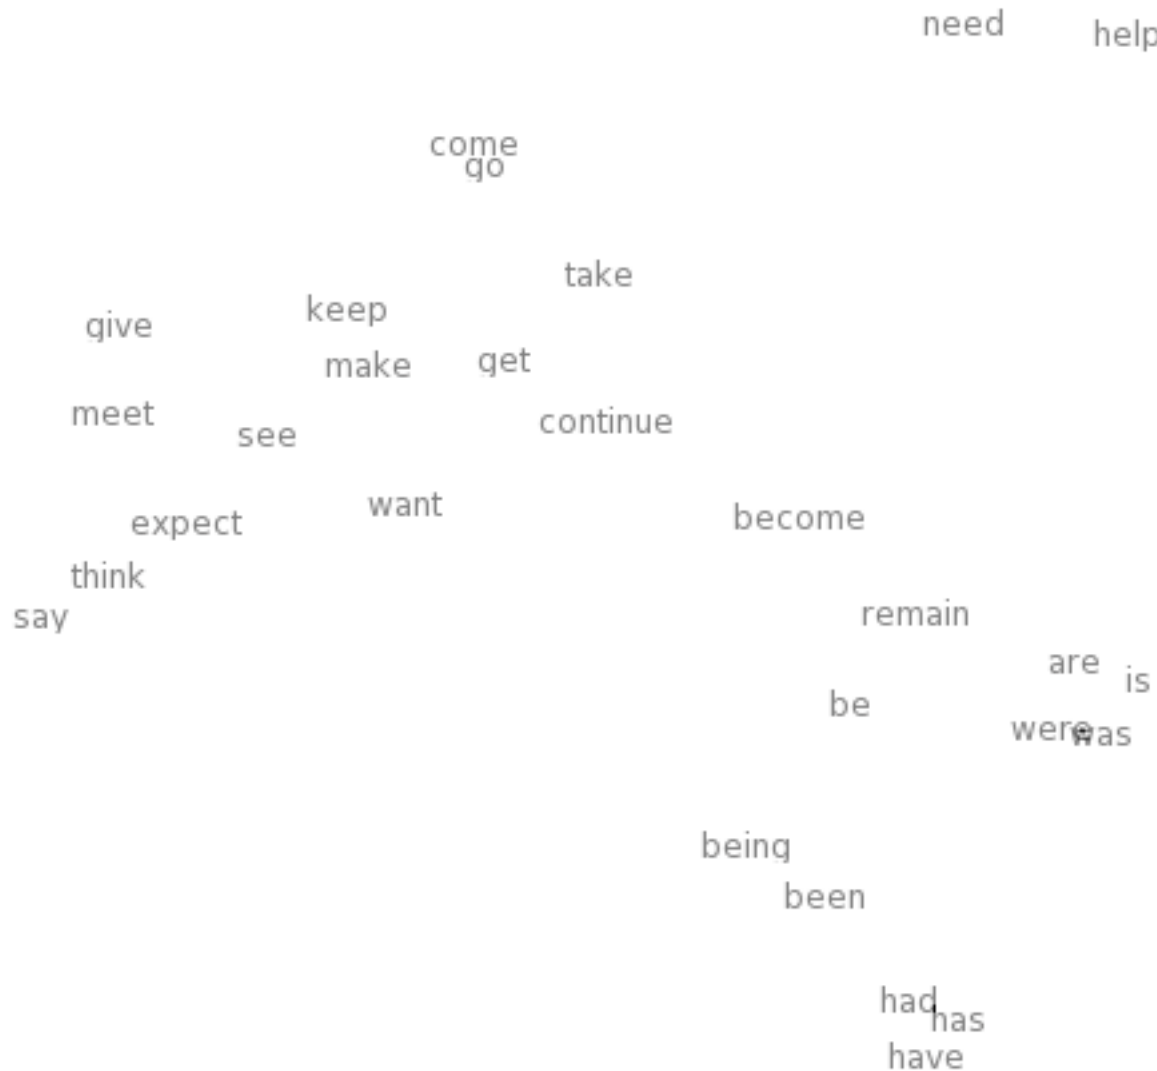 need help
come
go
take
keep
give
get
make
meet
continue
see
want
become
expect
think
remain
say
are
is
be
were was
being
been
had
has
have